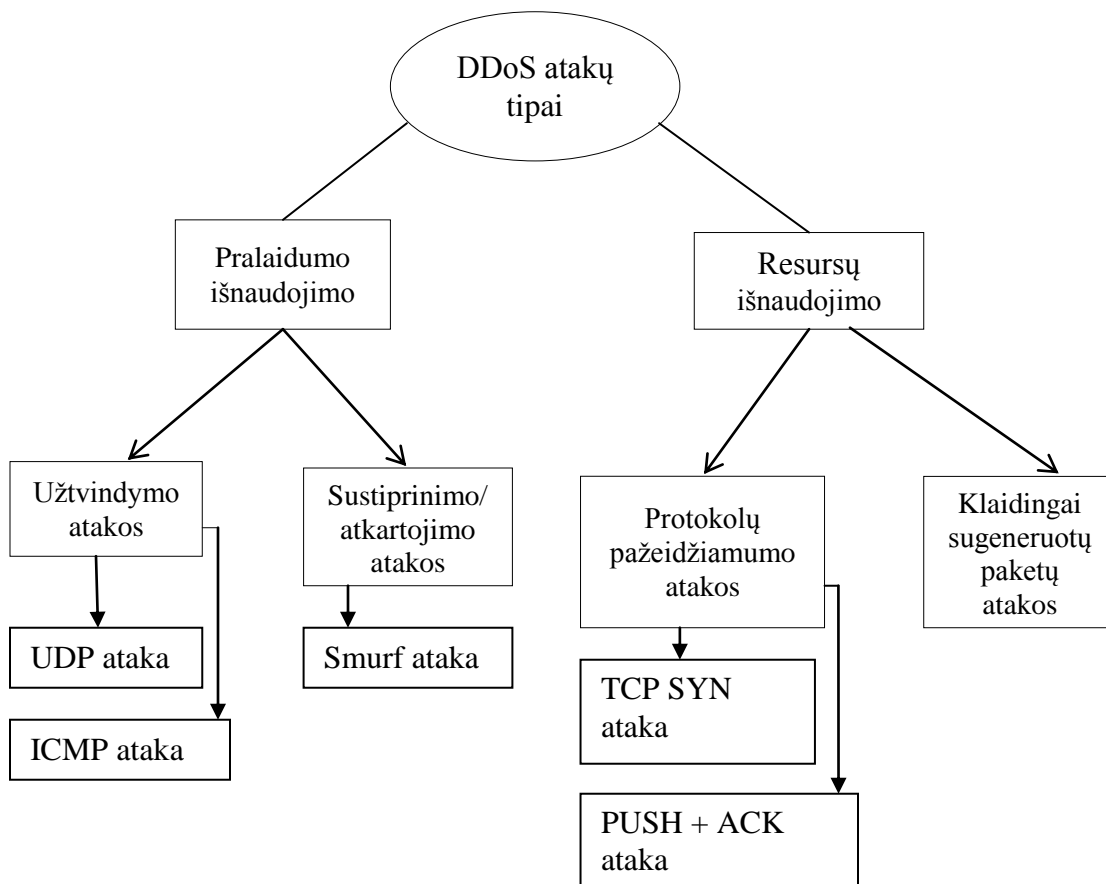 DDoS atakų
tipai
Pralaidumo
išnaudojimo
Resursų
išnaudojimo
Užtvindymo
atakos
Sustiprinimo/
atkartojimo
atakos
Protokolų
pažeidžiamumo
atakos
Klaidingai
sugeneruotų
paketų
atakos
UDP ataka
Smurf ataka
TCP SYN
ataka
ICMP ataka
PUSH + ACK
ataka